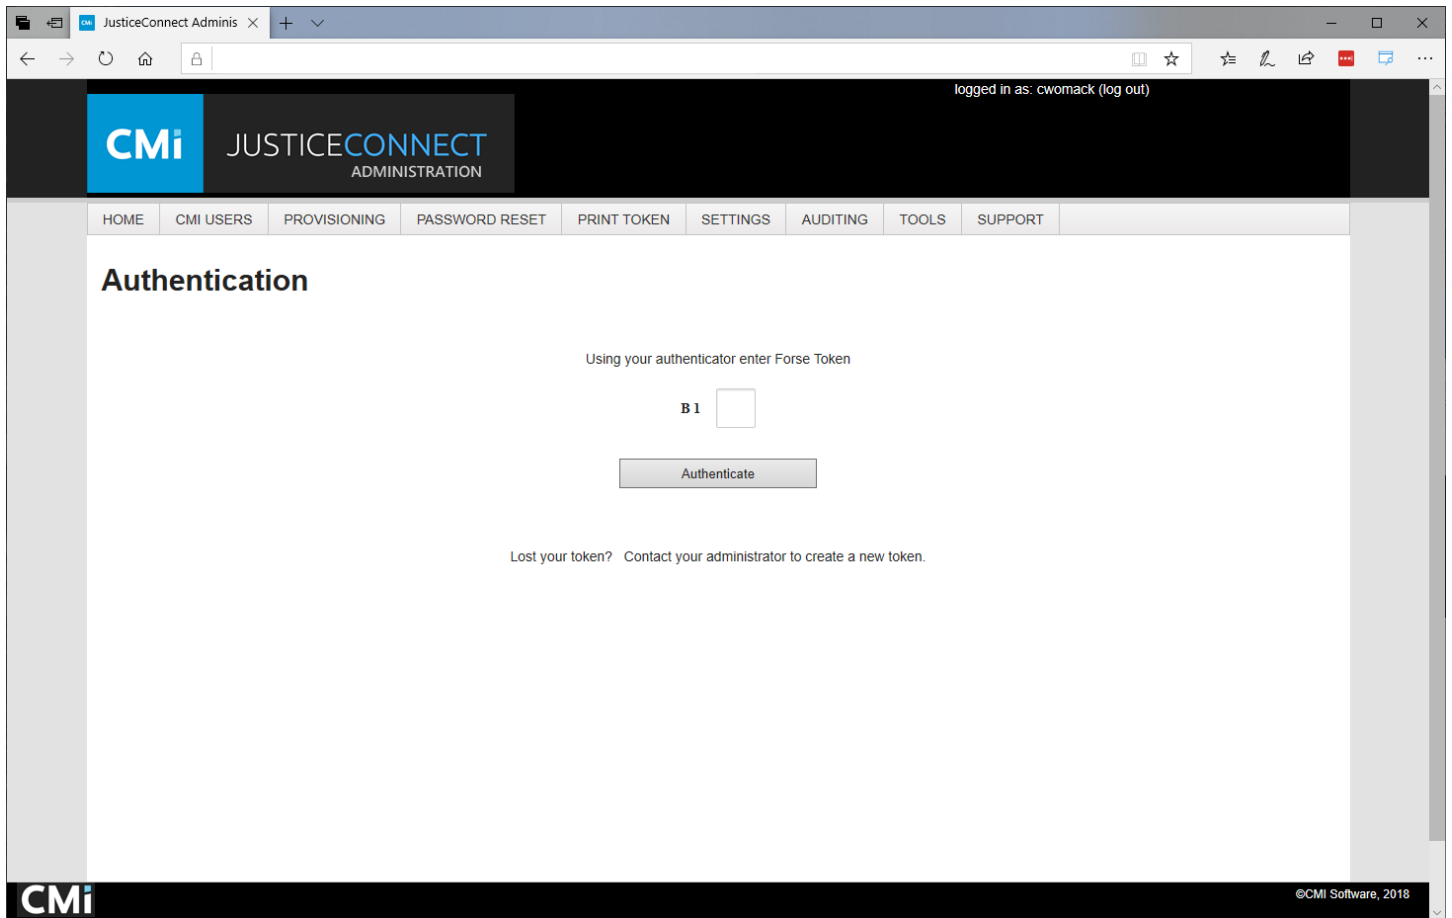 JusticeConnect Adminis
logged in as: cwomack (log out)
CMi JUSTICECONNECT
ADMINISTRATION
HOME CMI USERS PROVISIONING PASSWORD RESET PRINT TOKEN SETTINGS AUDITING TOOLS SUPPORT
Authentication
Using your authenticator enter Forse Token
B 1
Authenticate
Lost your token? Contact your administrator to create a new token.
CMi
©CMI Software, 2018